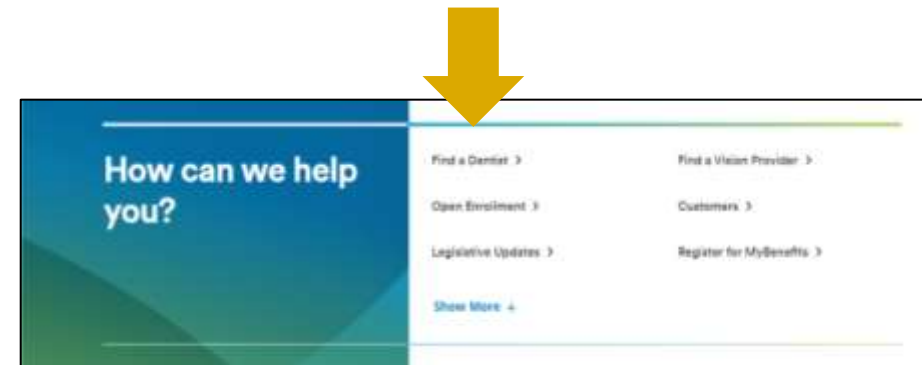 How can we help
you?
Find a Dentist >
Find a Vision Provider >
Open Enrollment >
Customers >
Legislative Updates >
Register for MyBenefits >
Show More +